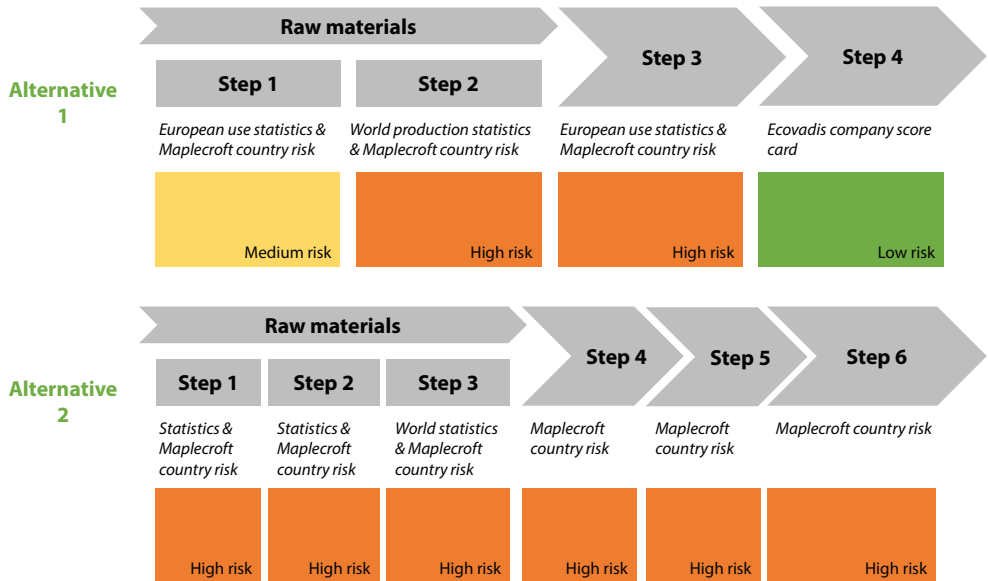 Raw materials
Step 3
Step 4
Alternative
1
Step 1
Step 2
European use statistics &
Maplecroft country risk
World production statistics
& Maplecroft country risk
European use statistics &
Maplecroft country risk
Ecovadis company score
card
Medium risk
High risk
High risk
Low risk
Raw materials
Step 4
Step 5
Step 6
Alternative
2
Step 1
Step 2
Step 3
Statistics &
Maplecroft
country risk
Statistics &
Maplecroft
country risk
World statistics
& Maplecroft
country risk
Maplecroft
country risk
Maplecroft
country risk
Maplecroft country risk
High risk
High risk
High risk
High risk
High risk
High risk